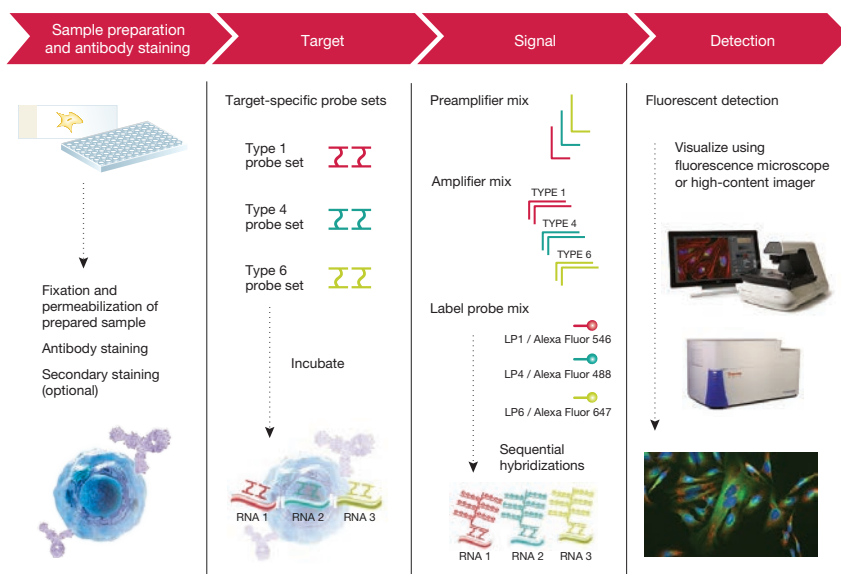 Sample preparation
and antibody staining
Target
Signal
Detection
Fixation and
permeabilization of
prepared sample
Antibody staining
Secondary staining
(optional)
Target-specific probe sets
Type 1
probe set
Type 4
probe set
Type 6
probe set
Incubate
RNA 1
RNA 2
RNA 3
Preamplifier mix
Amplifier mix
TYPE 1
TYPE 4
TYPE 6
Label probe mix
LP1 / Alexa Fluor 546
LP4 / Alexa Fluor 488
LP6 / Alexa Fluor 647
Sequential
hybridizations
RNA 1
RNA 2
RNA 3
Fluorescent detection
Visualize using
fluorescence microscope
or high-content imager